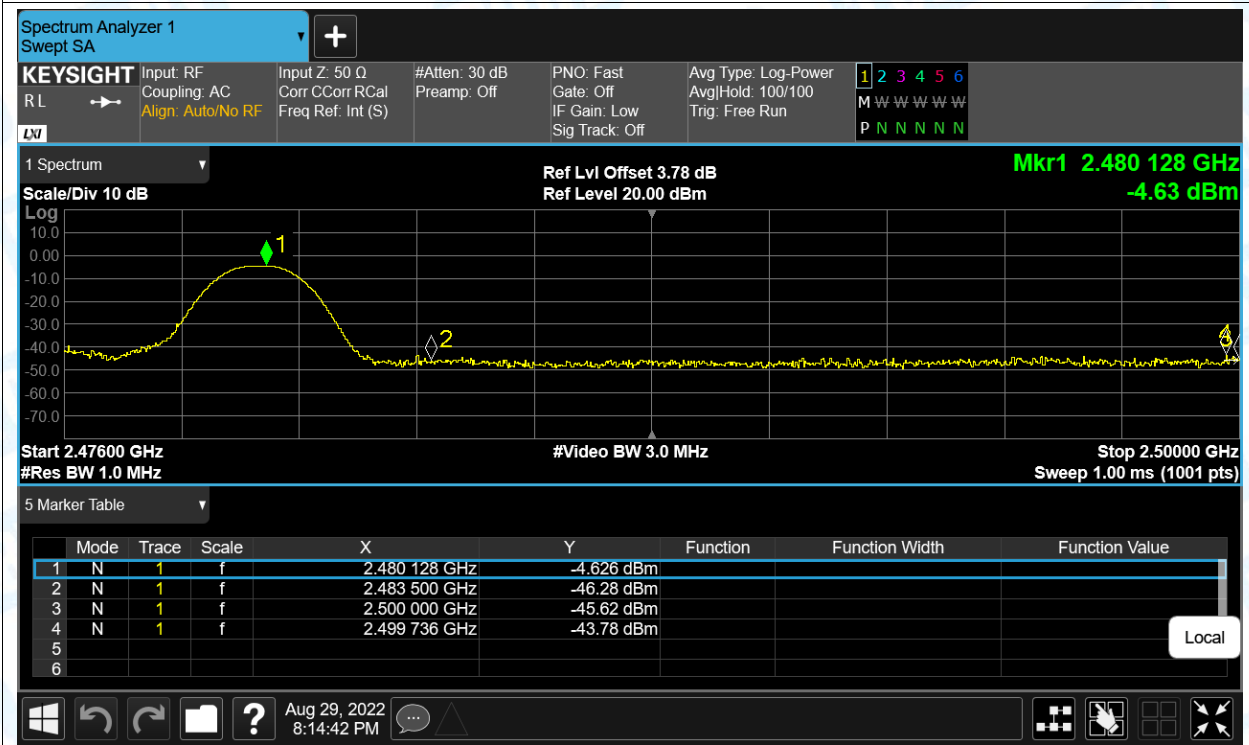 Spectrum Analyzer 1
Swept SA
KEYSIGHT
RL
LXI
Input: RF
Coupling: AC
Align: Auto/No RF
Input Z: 50 Ω
Corr CCorr RCal
Freq Ref: Int (S)
#Atten: 30 dB
Preamp: Off
PNO: Fast
Gate: Off
IF Gain: Low
Sig Track: Off
Avg Type: Log-Power
Avg|Hold: 100/100
Trig: Free Run
1 2 3 4 5 6
M W W W W W W
P N N N N N
1 Spectrum
Scale/Div 10 dB
Ref Lvl Offset 3.78 dB
Ref Level 20.00 dBm
Mkr1 2.480 128 GHz
-4.63 dBm
Log
10.0
0.00
-10.0
-20.0
-30.0
-40.0
-50.0
-60.0
-70.0
1
2
Start 2.47600 GHz
#Res BW 1.0 MHz
#Video BW 3.0 MHz
Stop 2.50000 GHz
Sweep 1.00 ms (1001 pts)
5 Marker Table
Mode Trace Scale X Y Function Function Width Function Value
1 N 1 f 2.480 128 GHz -4.626 dBm
2 N 1 f 2.483 500 GHz -46.28 dBm
3 N 1 f 2.500 000 GHz -45.62 dBm
4 N 1 f 2.499 736 GHz -43.78 dBm
5
6
Local
?
Aug 29, 2022
8:14:42 PM